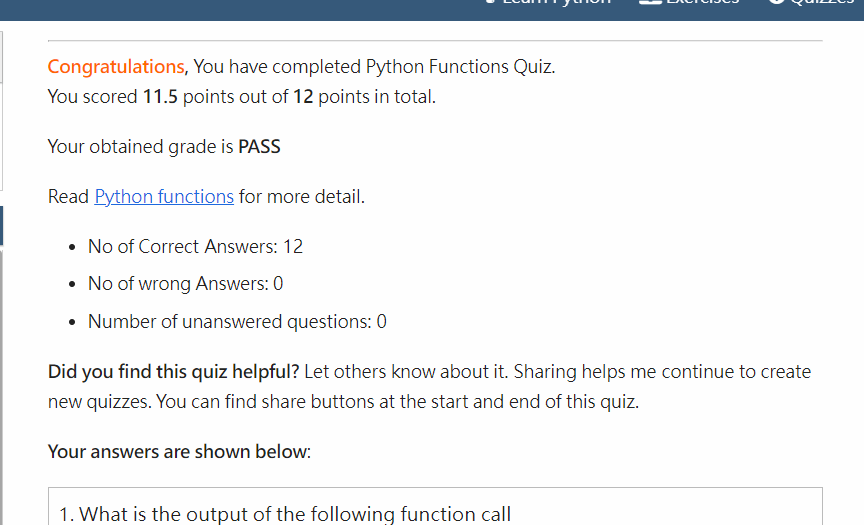 Learn Python Exercises Quizzes
Congratulations, You have completed Python Functions Quiz.
You scored 11.5 points out of 12 points in total.
Your obtained grade is PASS
Read Python functions for more detail.
• No of Correct Answers: 12
• No of wrong Answers: 0
• Number of unanswered questions: 0
Did you find this quiz helpful? Let others know about it. Sharing helps me continue to create
new quizzes. You can find share buttons at the start and end of this quiz.
Your answers are shown below:
1. What is the output of the following function call